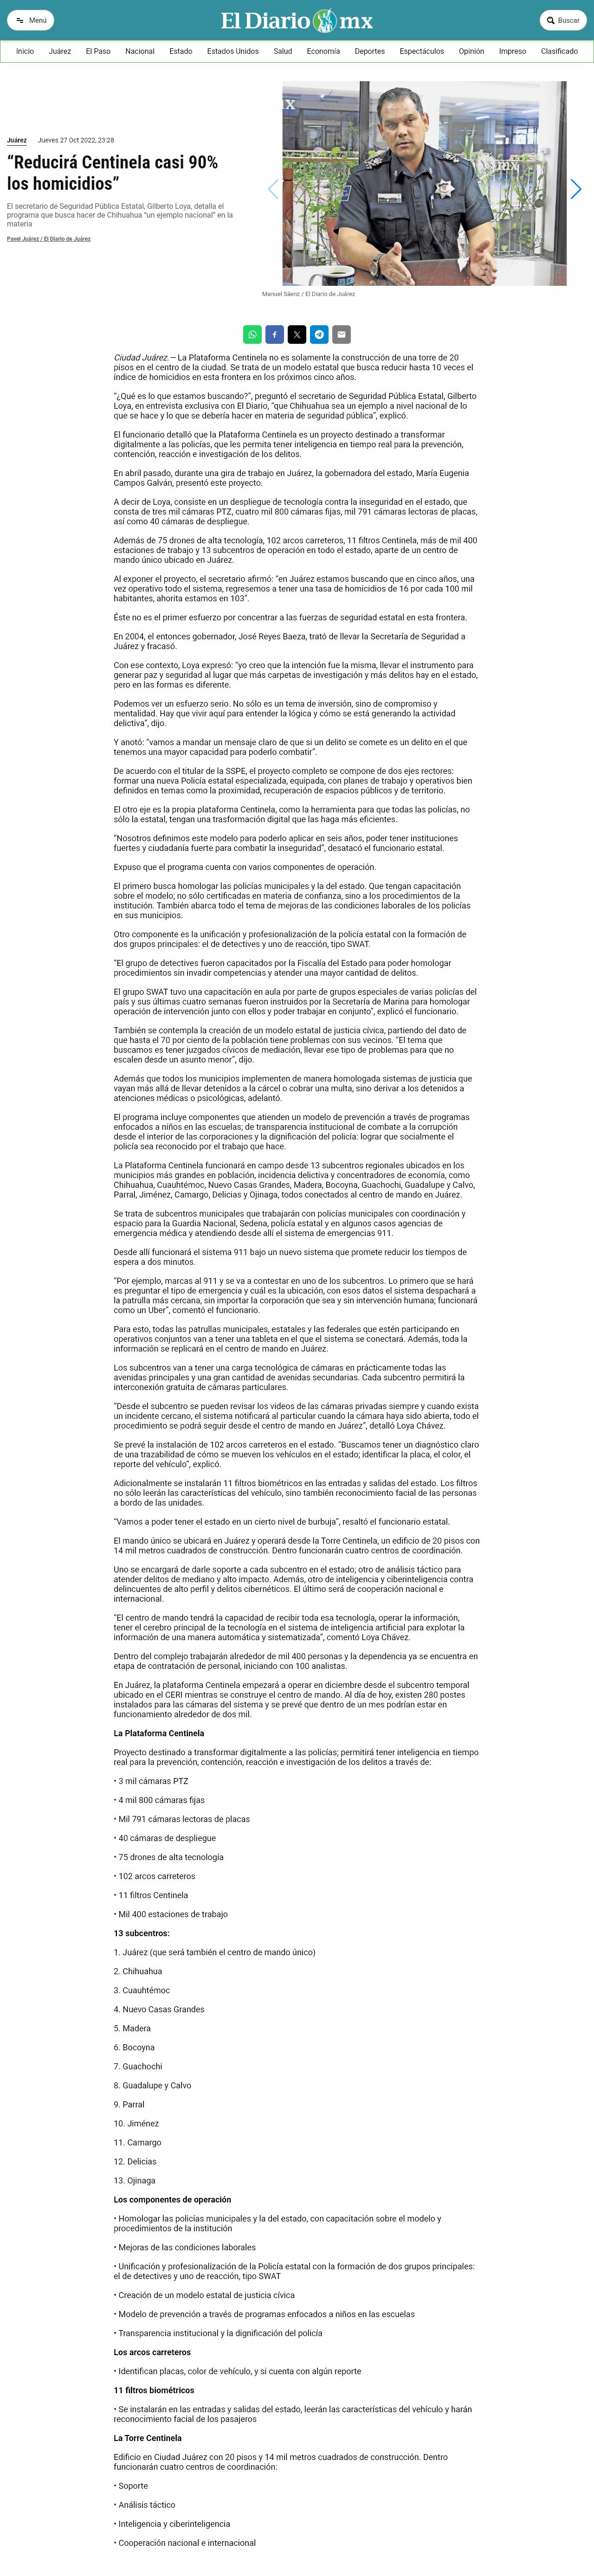 Menú
El Diario mx
Buscar
Inicio Juárez El Paso Nacional Estado Estados Unidos Salud Economía Deportes Espectáculos Opinión Impreso Clasificado
Juárez Jueves 27 Oct 2022, 23:28
“Reducirá Centinela casi 90%
los homicidios”
El secretario de Seguridad Pública Estatal, Gilberto Loya, detalla el
programa que busca hacer de Chihuahua “un ejemplo nacional” en la
materia
Pavel Juárez / El Diario de Juárez
Manuel Sáenz / El Diario de Juárez
Ciudad Juárez.— La Plataforma Centinela no es solamente la construcción de una torre de 20
pisos en el centro de la ciudad. Se trata de un modelo estatal que busca reducir hasta 10 veces el
índice de homicidios en esta frontera en los próximos cinco años.
“¿Qué es lo que estamos buscando?”, preguntó el secretario de Seguridad Pública Estatal, Gilberto
Loya, en entrevista exclusiva con El Diario, “que Chihuahua sea un ejemplo a nivel nacional de lo
que se hace y lo que se debería hacer en materia de seguridad pública”, explicó.
El funcionario detalló que la Plataforma Centinela es un proyecto destinado a transformar
digitalmente a las policías, que les permita tener inteligencia en tiempo real para la prevención,
contención, reacción e investigación de los delitos.
En abril pasado, durante una gira de trabajo en Juárez, la gobernadora del estado, María Eugenia
Campos Galván, presentó este proyecto.
A decir de Loya, consiste en un despliegue de tecnología contra la inseguridad en el estado, que
consta de tres mil cámaras PTZ, cuatro mil 800 cámaras fijas, mil 791 cámaras lectoras de placas,
así como 40 cámaras de despliegue.
Además de 75 drones de alta tecnología, 102 arcos carreteros, 11 filtros Centinela, más de mil 400
estaciones de trabajo y 13 subcentros de operación en todo el estado, aparte de un centro de
mando único ubicado en Juárez.
Al exponer el proyecto, el secretario afirmó: “en Juárez estamos buscando que en cinco años, una
vez operativo todo el sistema, regresemos a tener una tasa de homicidios de 16 por cada 100 mil
habitantes, ahorita estamos en 103”.
Éste no es el primer esfuerzo por concentrar a las fuerzas de seguridad estatal en esta frontera.
En 2004, el entonces gobernador, José Reyes Baeza, trató de llevar la Secretaría de Seguridad a
Juárez y fracasó.
Con ese contexto, Loya expresó: “yo creo que la intención fue la misma, llevar el instrumento para
generar paz y seguridad al lugar que más carpetas de investigación y más delitos hay en el estado,
pero en las formas es diferente.
Podemos ver un esfuerzo serio. No sólo es un tema de inversión, sino de compromiso y
mentalidad. Hay que vivir aquí para entender la lógica y cómo se está generando la actividad
delictiva”, dijo.
Y anotó: “vamos a mandar un mensaje claro de que si un delito se comete es un delito en el que
tenemos una mayor capacidad para poderlo combatir”.
De acuerdo con el titular de la SSPE, el proyecto completo se compone de dos ejes rectores:
formar una nueva Policía estatal especializada, equipada, con planes de trabajo y operativos bien
definidos en temas como la proximidad, recuperación de espacios públicos y de territorio.
El otro eje es la propia plataforma Centinela, como la herramienta para que todas las policías, no
sólo la estatal, tengan una trasformación digital que las haga más eficientes.
“Nosotros definimos este modelo para poderlo aplicar en seis años, poder tener instituciones
fuertes y ciudadanía fuerte para combatir la inseguridad”, desatacó el funcionario estatal.
Expuso que el programa cuenta con varios componentes de operación.
El primero busca homologar las policías municipales y la del estado. Que tengan capacitación
sobre el modelo; no sólo certificadas en materia de confianza, sino a los procedimientos de la
institución. También abarca todo el tema de mejoras de las condiciones laborales de los policías
en sus municipios.
Otro componente es la unificación y profesionalización de la policía estatal con la formación de
dos grupos principales: el de detectives y uno de reacción, tipo SWAT.
“El grupo de detectives fueron capacitados por la Fiscalía del Estado para poder homologar
procedimientos sin invadir competencias y atender una mayor cantidad de delitos.
El grupo SWAT tuvo una capacitación en aula por parte de grupos especiales de varias policías del
país y sus últimas cuatro semanas fueron instruidos por la Secretaría de Marina para homologar
operación de intervención junto con ellos y poder trabajar en conjunto”, explicó el funcionario.
También se contempla la creación de un modelo estatal de justicia cívica, partiendo del dato de
que hasta el 70 por ciento de la población tiene problemas con sus vecinos. “El tema que
buscamos es tener juzgados cívicos de mediación, llevar ese tipo de problemas para que no
escalen desde un asunto menor”, dijo.
Además que todos los municipios implementen de manera homologada sistemas de justicia que
vayan más allá de llevar detenidos a la cárcel o cobrar una multa, sino derivar a los detenidos a
atenciones médicas o psicológicas, adelantó.
El programa incluye componentes que atienden un modelo de prevención a través de programas
enfocados a niños en las escuelas; de transparencia institucional de combate a la corrupción
desde el interior de las corporaciones y la dignificación del policía: lograr que socialmente el
policía sea reconocido por el trabajo que hace.
La Plataforma Centinela funcionará en campo desde 13 subcentros regionales ubicados en los
municipios más grandes en población, incidencia delictiva y concentradores de economía, como
Chihuahua, Cuauhtémoc, Nuevo Casas Grandes, Madera, Bocoyna, Guachochi, Guadalupe y Calvo,
Parral, Jiménez, Camargo, Delicias y Ojinaga, todos conectados al centro de mando en Juárez.
Se trata de subcentros municipales que trabajarán con policías municipales con coordinación y
espacio para la Guardia Nacional, Sedena, policía estatal y en algunos casos agencias de
emergencia médica y atendiendo desde allí el sistema de emergencias 911.
Desde allí funcionará el sistema 911 bajo un nuevo sistema que promete reducir los tiempos de
espera a dos minutos.
“Por ejemplo, marcas al 911 y se va a contestar en uno de los subcentros. Lo primero que se hará
es preguntar el tipo de emergencia y cuál es la ubicación, con esos datos el sistema despachará a
la patrulla más cercana, sin importar la corporación que sea y sin intervención humana; funcionará
como un Uber”, comentó el funcionario.
Para esto, todas las patrullas municipales, estatales y las federales que estén participando en
operativos conjuntos van a tener una tableta en el que el sistema se conectará. Además, toda la
información se replicará en el centro de mando en Juárez.
Los subcentros van a tener una carga tecnológica de cámaras en prácticamente todas las
avenidas principales y una gran cantidad de avenidas secundarias. Cada subcentro permitirá la
interconexión gratuita de cámaras particulares.
“Desde el subcentro se pueden revisar los videos de las cámaras privadas siempre y cuando exista
un incidente cercano, el sistema notificará al particular cuando la cámara haya sido abierta, todo el
procedimiento se podrá seguir desde el centro de mando en Juárez”, detalló Loya Chávez.
Se prevé la instalación de 102 arcos carreteros en el estado. “Buscamos tener un diagnóstico claro
de una trazabilidad de cómo se mueven los vehículos en el estado; identificar la placa, el color, el
reporte del vehículo”, explicó.
Adicionalmente se instalarán 11 filtros biométricos en las entradas y salidas del estado. Los filtros
no sólo leerán las características del vehículo, sino también reconocimiento facial de las personas
a bordo de las unidades.
“Vamos a poder tener el estado en un cierto nivel de burbuja”, resaltó el funcionario estatal.
El mando único se ubicará en Juárez y operará desde la Torre Centinela, un edificio de 20 pisos con
14 mil metros cuadrados de construcción. Dentro funcionarán cuatro centros de coordinación.
Uno se encargará de darle soporte a cada subcentro en el estado; otro de análisis táctico para
atender delitos de mediano y alto impacto. Además, otro de inteligencia y ciberinteligencia contra
delincuentes de alto perfil y delitos cibernéticos. El último será de cooperación nacional e
internacional.
“El centro de mando tendrá la capacidad de recibir toda esa tecnología, operar la información,
tener el cerebro principal de la tecnología en el sistema de inteligencia artificial para explotar la
información de una manera automática y sistematizada”, comentó Loya Chávez.
Dentro del complejo trabajarán alrededor de mil 400 personas y la dependencia ya se encuentra en
etapa de contratación de personal, iniciando con 100 analistas.
En Juárez, la plataforma Centinela empezará a operar en diciembre desde el subcentro temporal
ubicado en el CERI mientras se construye el centro de mando. Al día de hoy, existen 280 postes
instalados para las cámaras del sistema y se prevé que dentro de un mes podrían estar en
funcionamiento alrededor de dos mil.
La Plataforma Centinela
Proyecto destinado a transformar digitalmente a las policías; permitirá tener inteligencia en tiempo
real para la prevención, contención, reacción e investigación de los delitos a través de:
• 3 mil cámaras PTZ
• 4 mil 800 cámaras fijas
• Mil 791 cámaras lectoras de placas
• 40 cámaras de despliegue
• 75 drones de alta tecnología
• 102 arcos carreteros
• 11 filtros Centinela
• Mil 400 estaciones de trabajo
13 subcentros:
1. Juárez (que será también el centro de mando único)
2. Chihuahua
3. Cuauhtémoc
4. Nuevo Casas Grandes
5. Madera
6. Bocoyna
7. Guachochi
8. Guadalupe y Calvo
9. Parral
10. Jiménez
11. Camargo
12. Delicias
13. Ojinaga
Los componentes de operación
• Homologar las policías municipales y la del estado, con capacitación sobre el modelo y
procedimientos de la institución
• Mejoras de las condiciones laborales
• Unificación y profesionalización de la Policía estatal con la formación de dos grupos principales:
el de detectives y uno de reacción, tipo SWAT
• Creación de un modelo estatal de justicia cívica
• Modelo de prevención a través de programas enfocados a niños en las escuelas
• Transparencia institucional y la dignificación del policía
Los arcos carreteros
• Identifican placas, color de vehículo, y si cuenta con algún reporte
11 filtros biométricos
• Se instalarán en las entradas y salidas del estado, leerán las características del vehículo y harán
reconocimiento facial de los pasajeros
La Torre Centinela
Edificio en Ciudad Juárez con 20 pisos y 14 mil metros cuadrados de construcción. Dentro
funcionarán cuatro centros de coordinación:
• Soporte
• Análisis táctico
• Inteligencia y ciberinteligencia
• Cooperación nacional e internacional